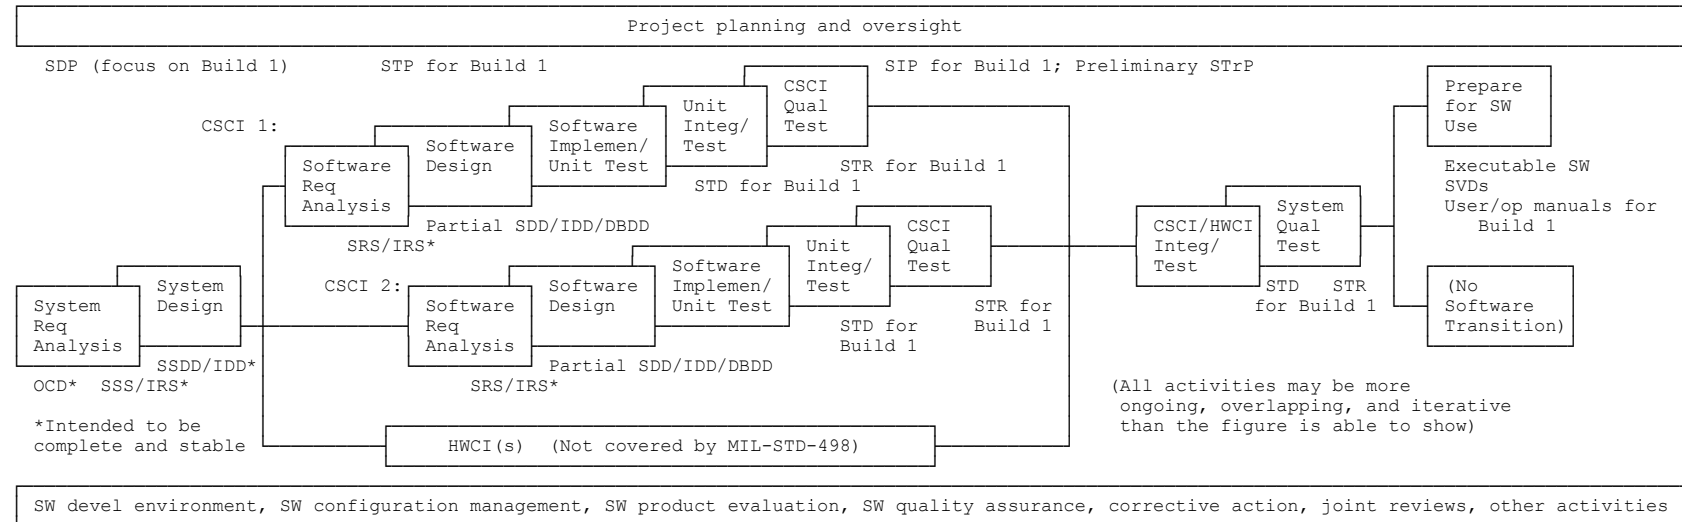 Project planning and oversight
SDP (focus on Build 1)
STP for Build 1
SIP for Build 1; Preliminary STrP
CSCI 1:
Software
Req
Analysis
Software
Design
Software
Implemen/
Unit Test
Unit
Integ/
Test
CSCI
Qual
Test
STR for Build 1
STD for Build 1
Partial SDD/IDD/DBDD
SRS/IRS*
System
Req
Analysis
System
Design
SSDD/IDD*
OCD* SSS/IRS*
CSCI 2:
Software
Req
Analysis
Software
Design
Software
Implemen/
Unit Test
Unit
Integ/
Test
CSCI
Qual
Test
STR for
Build 1
STD for
Build 1
Partial SDD/IDD/DBDD
SRS/IRS*
*Intended to be
complete and stable
HWCI(s) (Not covered by MIL-STD-498)
CSCI/HWCI
Integ/
Test
System
Qual
Test
STD STR
for Build 1
Prepare
for SW
Use
Executable SW
SVDs
User/op manuals for
Build 1
(No
Software
Transition)
(All activities may be more
ongoing, overlapping, and iterative
than the figure is able to show)
SW devel environment, SW configuration management, SW product evaluation, SW quality assurance, corrective action, joint reviews, other activities